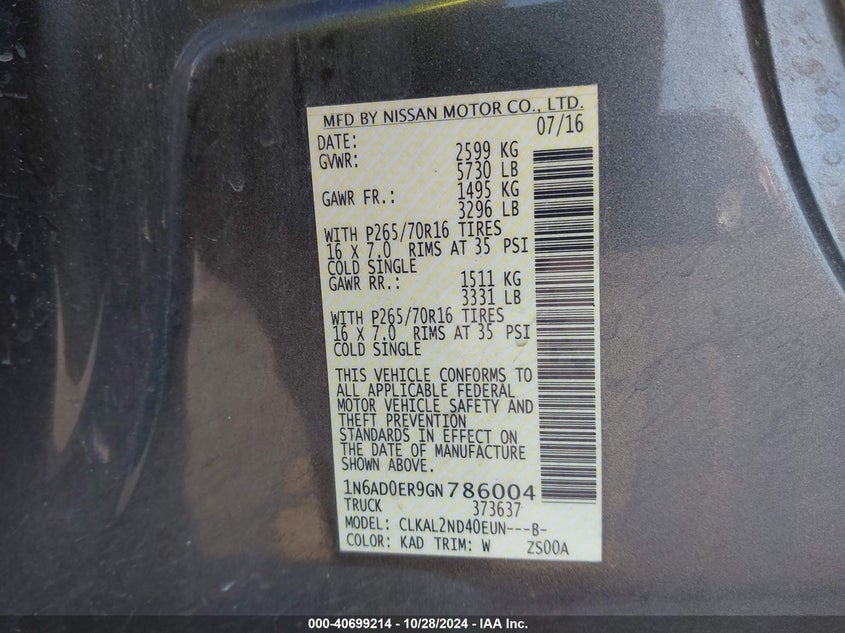 MFD BY NISSAN MOTOR CO., LTD.
DATE: 07/16
GVWR: 2599 KG
5730 LB
GAWR FR.: 1495 KG
3296 LB
WITH P265/70R16 TIRES
16 X 7.0 RIMS AT 35 PSI
COLD SINGLE
GAWR RR.: 1511 KG
3331 LB
WITH P265/70R16 TIRES
16 X 7.0 RIMS AT 35 PSI
COLD SINGLE
THIS VEHICLE CONFORMS TO
ALL APPLICABLE FEDERAL
MOTOR VEHICLE SAFETY AND
THEFT PREVENTION
STANDARDS IN EFFECT ON
THE DATE OF MANUFACTURE
SHOWN ABOVE.
1N6AD0ER9GN786004
TRUCK 373637
MODEL: CLKAL2ND40EUN---B-
COLOR: KAD TRIM: W ZS00A
000-40699214 - 10/28/2024 - IAA Inc.